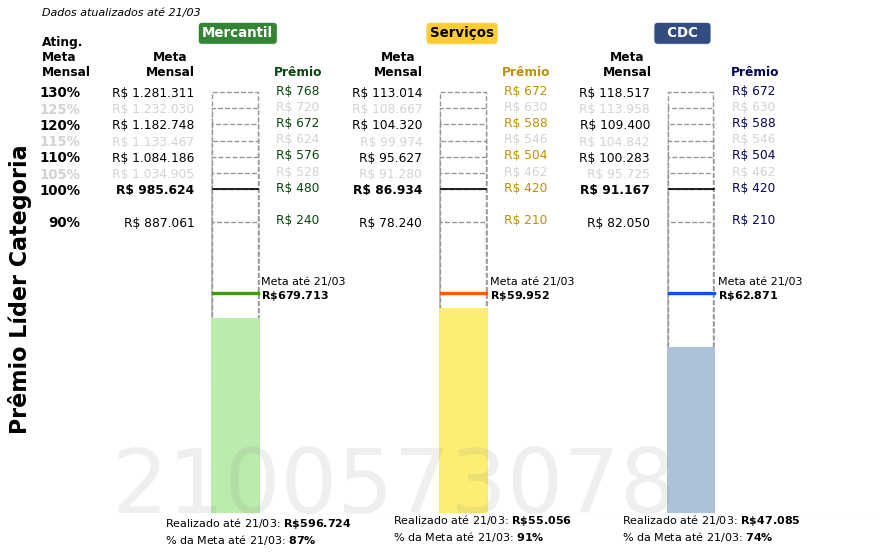 Dados atualizados até 21/03
Mercantil Serviços CDC
Ating.
Meta
Mensal
Meta
Mensal
Prêmio
Meta
Mensal
Prêmio
Meta
Mensal
Prêmio
130% R$ 1.281.311 R$ 768 R$ 113.014 R$ 672 R$ 118.517 R$ 672
125% R$ 1.232.030 R$ 720 R$ 108.667 R$ 630 R$ 113.958 R$ 630
120% R$ 1.182.748 R$ 672 R$ 104.320 R$ 588 R$ 109.400 R$ 588
115% R$ 1.133.467 R$ 624 R$ 99.974 R$ 546 R$ 104.842 R$ 546
110% R$ 1.084.186 R$ 576 R$ 95.627 R$ 504 R$ 100.283 R$ 504
105% R$ 1.034.905 R$ 528 R$ 91.280 R$ 462 R$ 95.725 R$ 462
100% R$ 985.624 R$ 480 R$ 86.934 R$ 420 R$ 91.167 R$ 420
90% R$ 887.061 R$ 240 R$ 78.240 R$ 210 R$ 82.050 R$ 210
Prêmio Líder Categoria
Meta até 21/03
R$679.713
Meta até 21/03
R$59.952
Meta até 21/03
R$62.871
2100573078
Realizado até 21/03: R$596.724
% da Meta até 21/03: 87%
Realizado até 21/03: R$55.056
% da Meta até 21/03: 91%
Realizado até 21/03: R$47.085
% da Meta até 21/03: 74%